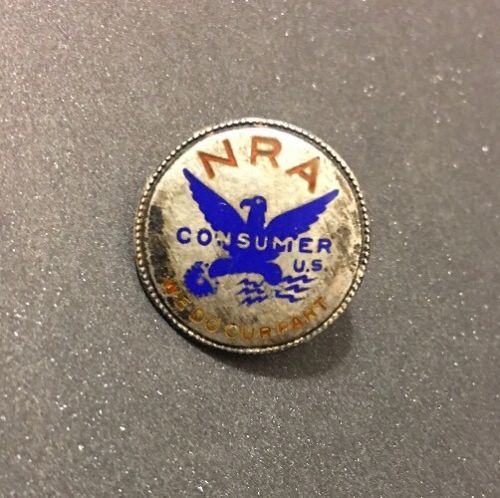 NRA
CONSUMER
U.S.
WE DO OUR PART